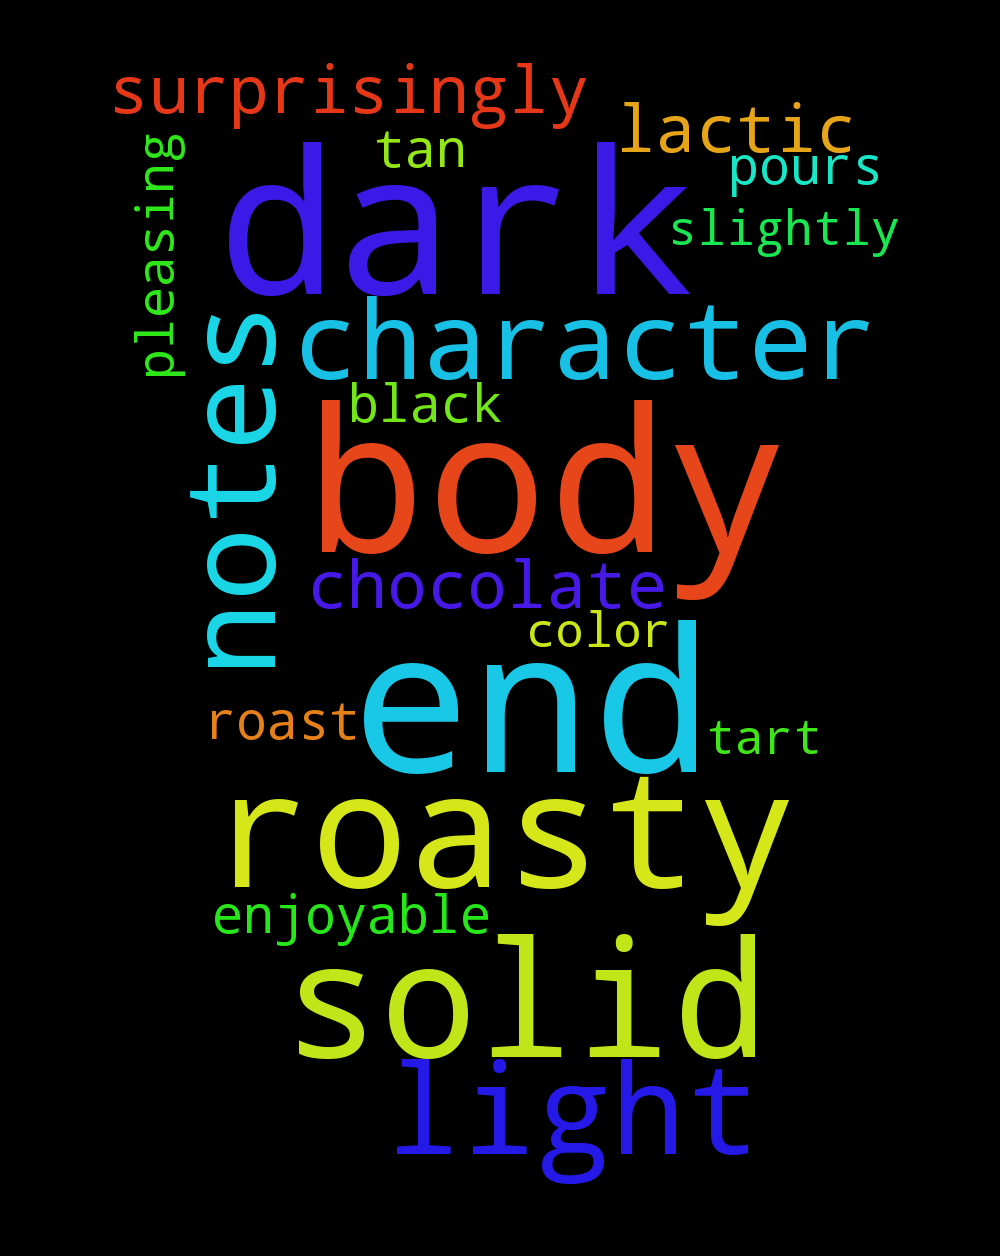 surprisingly
lactic
tan
pours
pleasing
dark
slightly
notes
character
black
body
chocolate
color
end
roast
tart
roasty
enjoyable
solid
light